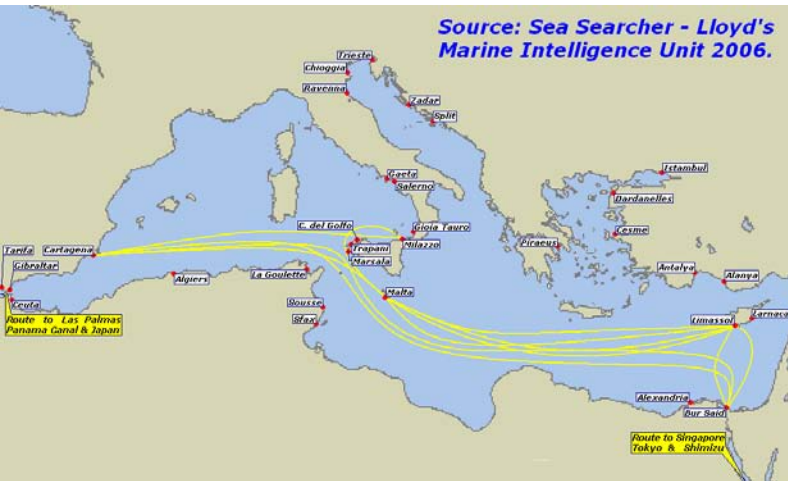 Source: Sea Searcher - Lloyd's
Marine Intelligence Unit 2006.
Trieste
Chioggia
Ravenna
Zadar
Split
Gaeta
Salerno
Istambul
Dardanelles
Cesme
C. del Golfo
Gioia Tauro
Tarifa
Cartagena
Trapani
Milazzo
Piraeus
Gibraltar
Marsala
La Goulette
Algiers
Antalya
Alanya
Ceuta
Malta
Sousse
Sfax
Limassol
Larnaca
Route to Las Palmas
Panama Canal & Japan
Alexandria
Bur Said
Route to Singapore
Tokyo & Shimizu